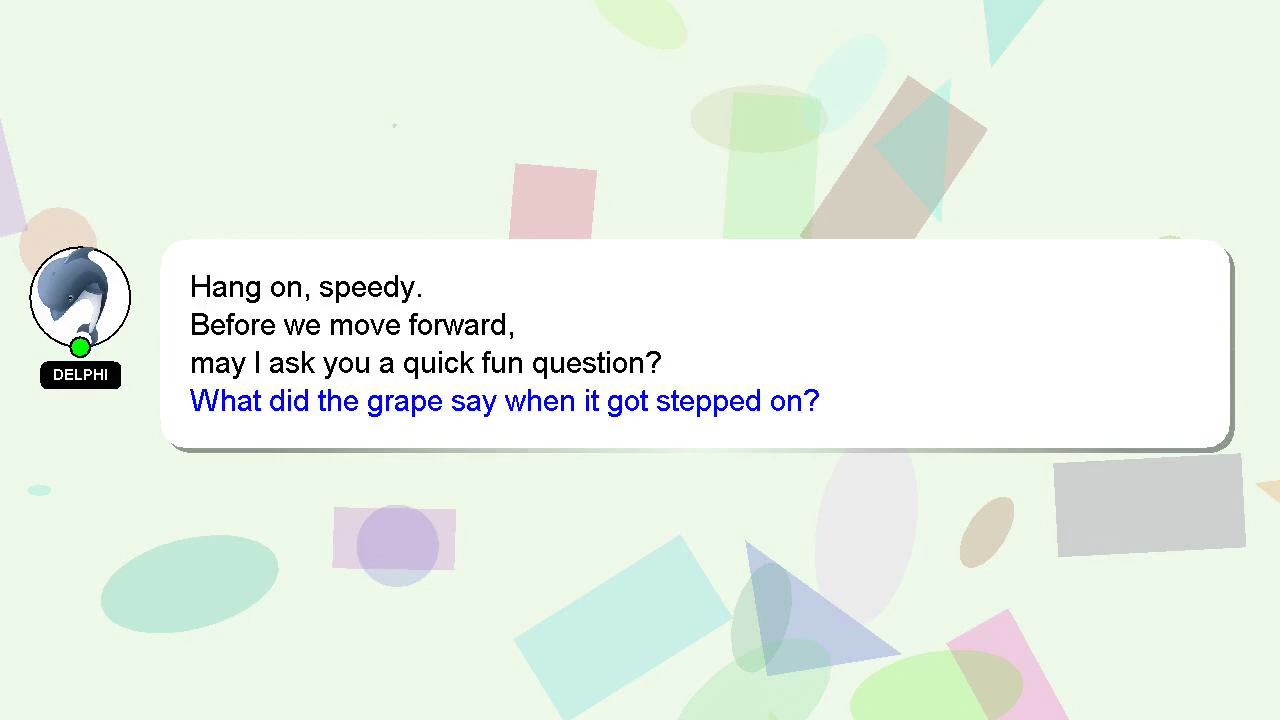 Hang on, speedy.
Before we move forward,
may I ask you a quick fun question?
What did the grape say when it got stepped on?
DELPHI